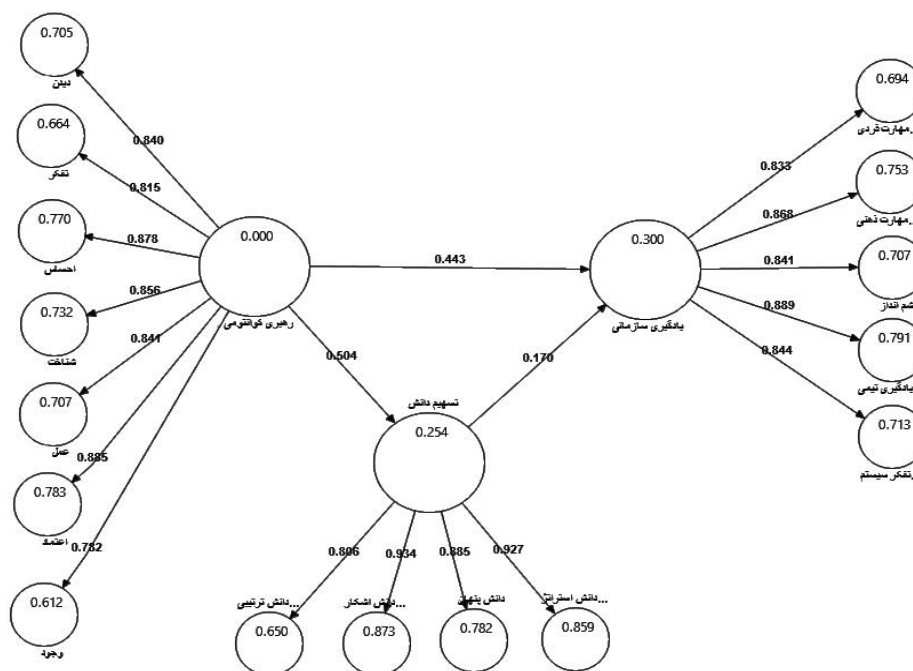 0.705
دیدن
0.840
0.664
تفکر
0.815
0.770
احساس
0.878
0.732
شناخت
0.856
0.707
عمل
0.841
0.783
اعتماد
0.885
0.612
وجود
0.782
0.000
رهبری کوانتومی
0.443
0.504
0.170
تسهیم دانش
0.254
0.806
0.934
0.885
0.927
دانش ترتیبی...
0.650
دانش اشکار...
0.873
دانش پنهان
0.782
دانش استراتژ...
0.859
0.300
یادگیری سازمانی
0.833
0.694
مهارت فردی..
0.868
0.753
مهارت ذهنی...
0.841
0.707
شم انداز
0.889
0.791
یادگیری تیمی
0.844
0.713
تفکر سیستم